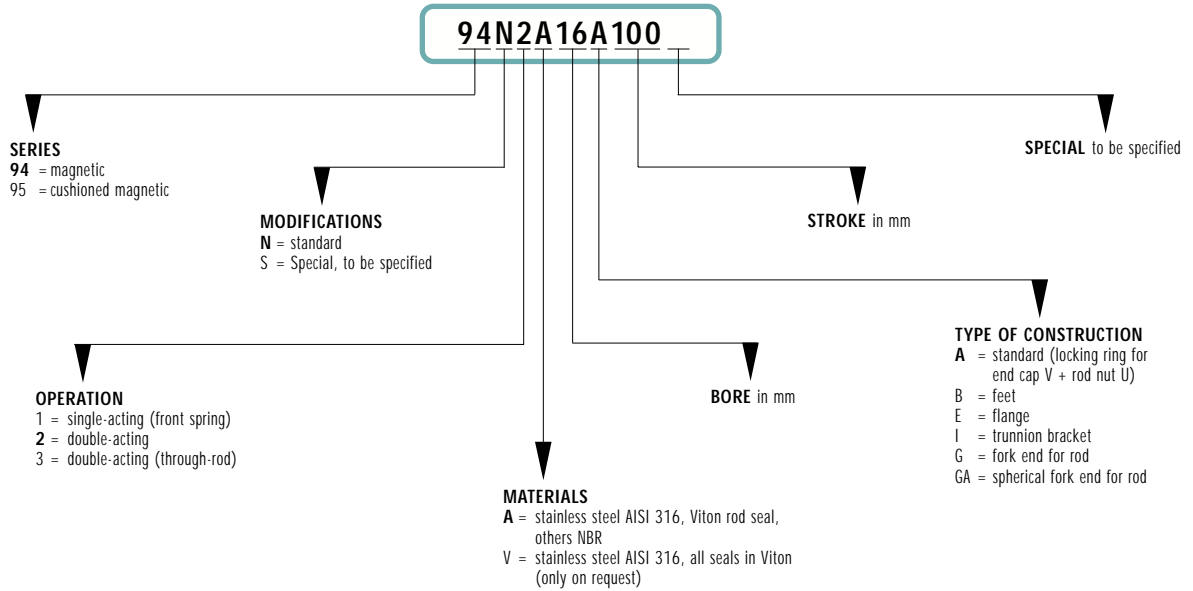 94N2A16A100
SERIES
94 = magnetic
95 = cushioned magnetic
SPECIAL to be specified
MODIFICATIONS
N = standard
S = Special, to be specified
STROKE in mm
OPERATION
1 = single-acting (front spring)
2 = double-acting
3 = double-acting (through-rod)
BORE in mm
TYPE OF CONSTRUCTION
A = standard (locking ring for
end cap V + rod nut U)
B = feet
E = flange
I = trunnion bracket
G = fork end for rod
GA = spherical fork end for rod
MATERIALS
A = stainless steel AISI 316, Viton rod seal,
others NBR
V = stainless steel AISI 316, all seals in Viton
(only on request)